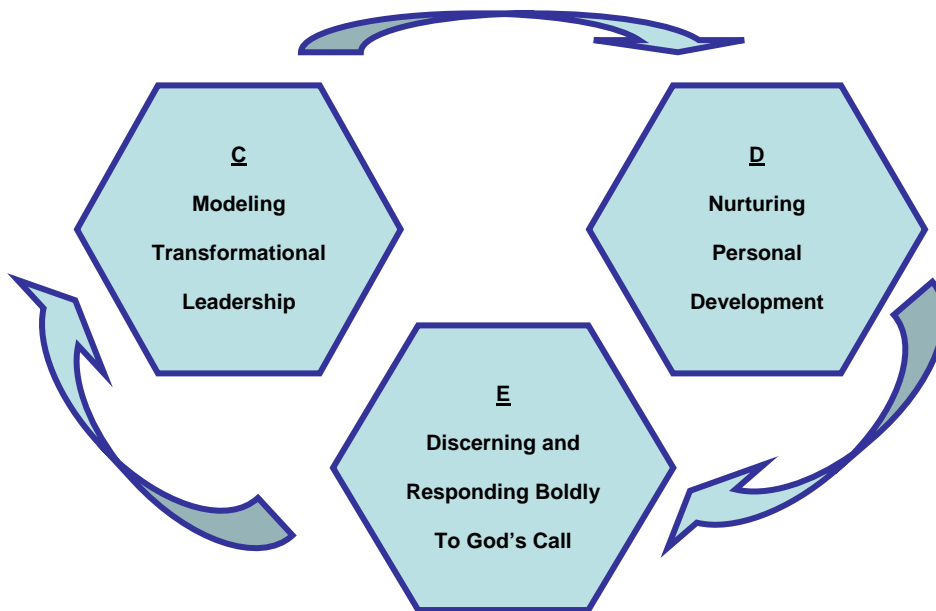 C
Modeling
Transformational
Leadership
D
Nurturing
Personal
Development
E
Discerning and
Responding Boldly
To God’s Call